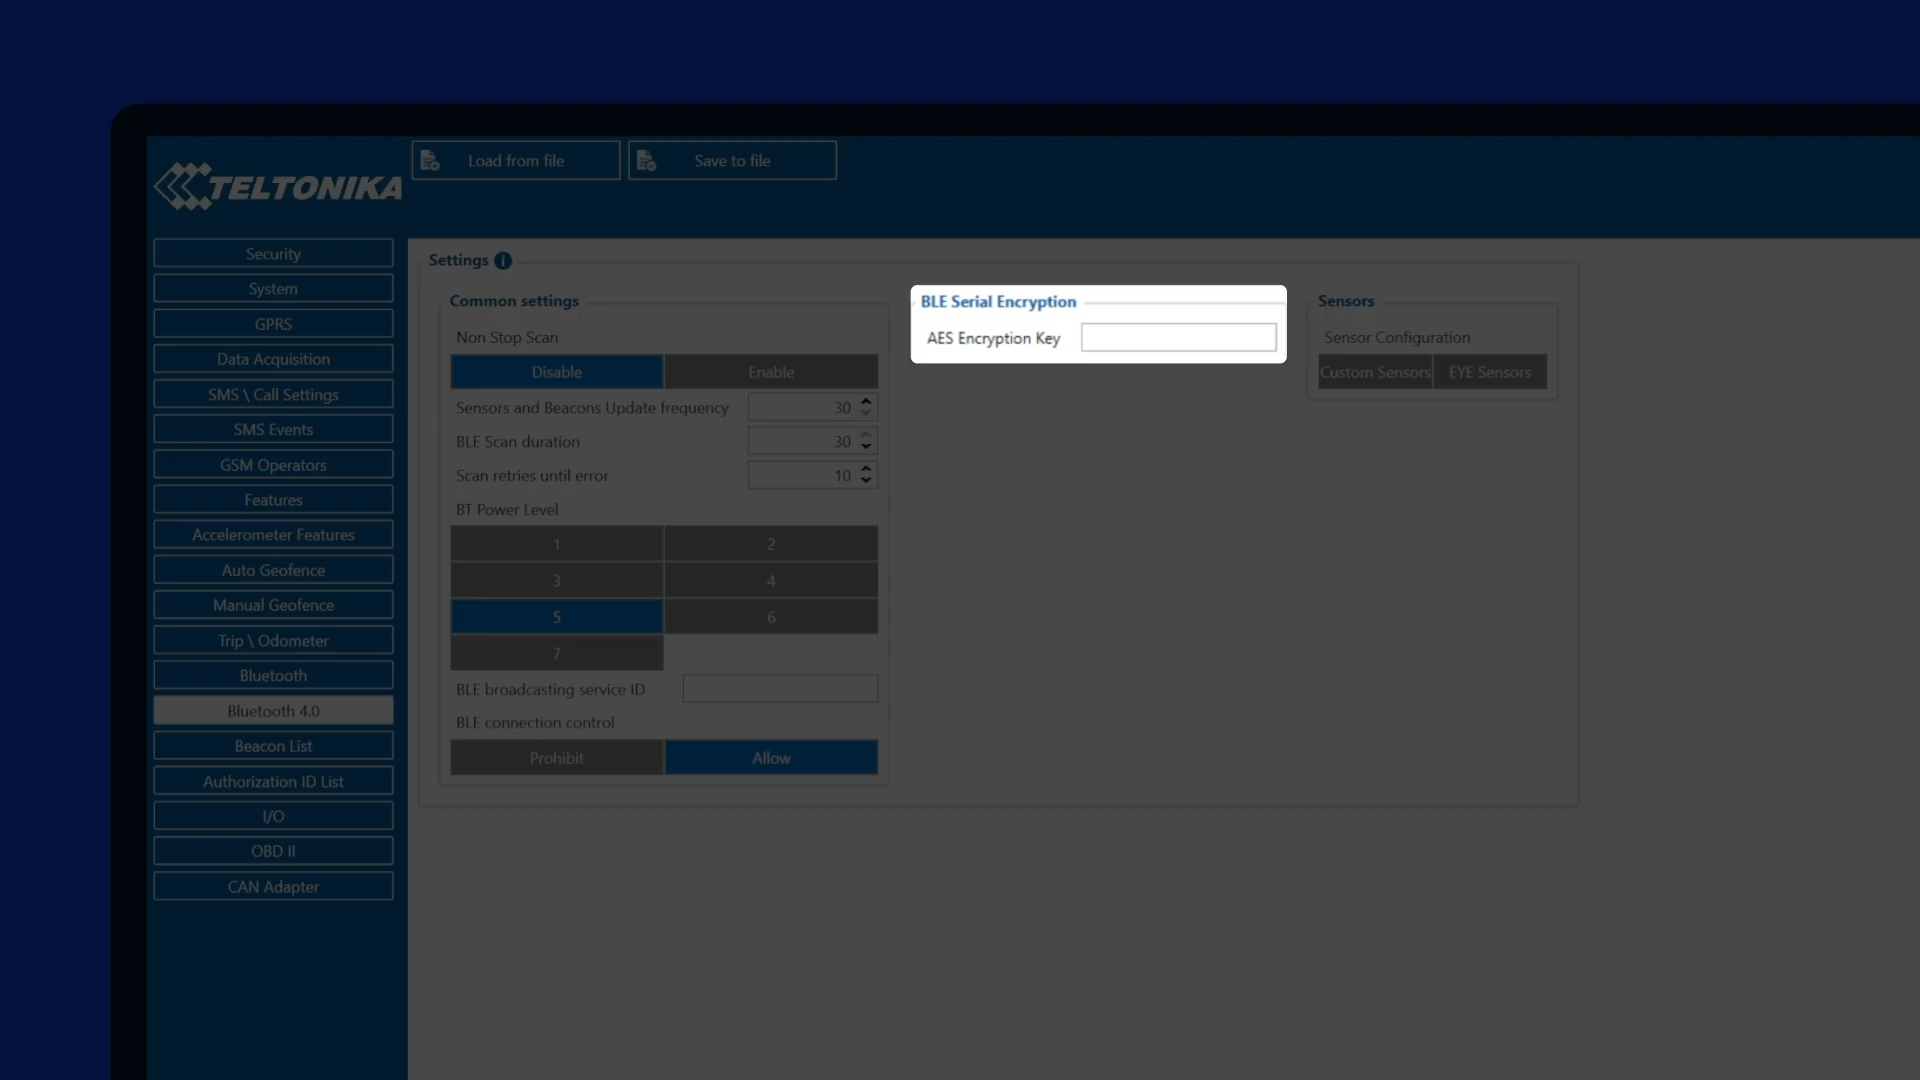 TELTONIKA
Load from file
Save to file
Security
System
GPRS
Data Acquisition
SMS \ Call Settings
SMS Events
GSM Operators
Features
Accelerometer Features
Auto Geofence
Manual Geofence
Trip \ Odometer
Bluetooth
Bluetooth 4.0
Beacon List
Authorization ID List
I/O
OBD II
CAN Adapter
Settings i
Common settings
Non Stop Scan
Disable Enable
Sensors and Beacons Update frequency 30
BLE Scan duration 30
Scan retries until error 10
BT Power Level
1 2
3 4
5 6
7
BLE broadcasting service ID
BLE connection control
Prohibit Allow
BLE Serial Encryption
AES Encryption Key
Sensors
Sensor Configuration
Custom Sensors EYE Sensors